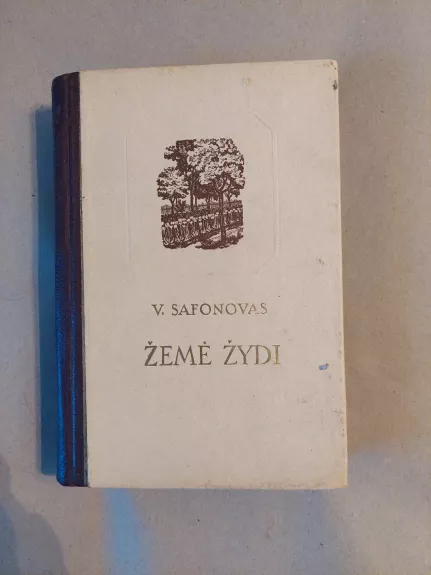 V. SAFONOVAS
ŽEMĖ ŽYDI